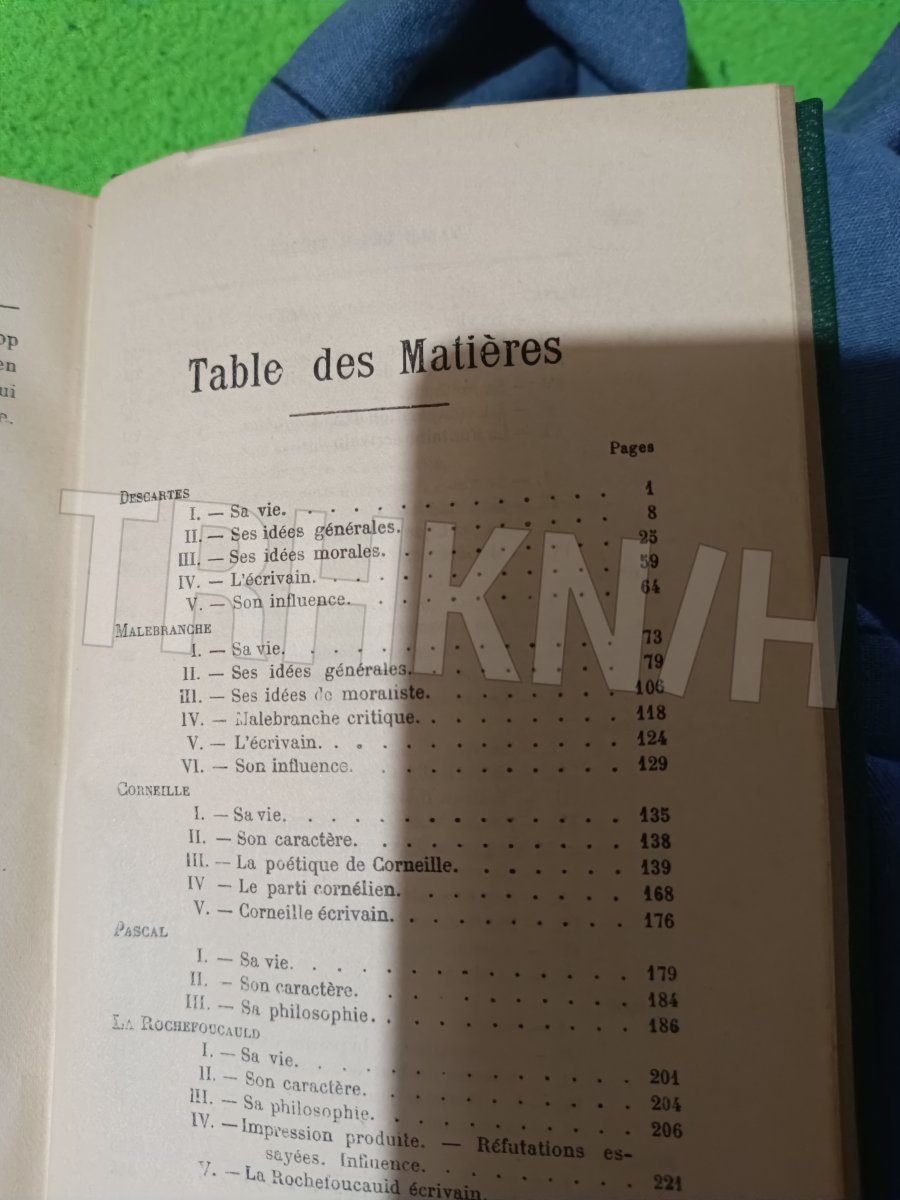 op
en
ui
e.
Table des Matières
Pages
DESCARTES
I. — Sa vie. . . . . . . . . . . . . . 1
II. — Ses idées générales. . . . . . . . . . 8
III. — Ses idées morales. . . . . . . . . . 25
IV. — L'écrivain. . . . . . . . . . . . . 59
V. — Son influence. . . . . . . . . . . . 64
MALEBRANCHE
I. — Sa vie. . . . . . . . . . . . . . 73
II. — Ses idées générales. . . . . . . . . . 79
III. — Ses idées de moraliste. . . . . . . . . 106
IV. — Malebranche critique. . . . . . . . . . 118
V. — L'écrivain. . . . . . . . . . . . . 124
VI. — Son influence. . . . . . . . . . . . 129
CORNEILLE
I. — Sa vie. . . . . . . . . . . . . . 135
II. — Son caractère. . . . . . . . . . . . 138
III. — La poétique de Corneille. . . . . . . . 139
IV — Le parti cornélien. . . . . . . . . . 168
V. — Corneille écrivain. . . . . . . . . . 176
PASCAL
I. — Sa vie. . . . . . . . . . . . . . 179
II. — Son caractère. . . . . . . . . . . . 184
III. — Sa philosophie. . . . . . . . . . . . 186
LA ROCHEFOUCAULD
I. — Sa vie. . . . . . . . . . . . . . 201
II. — Son caractère. . . . . . . . . . . . 204
III. — Sa philosophie. . . . . . . . . . . . 206
IV. — Impression produite. — Réfutations es-
sayées. Influence. . . . . . . . . . 221
V. — La Rochefoucauld écrivain.
TRHKN/H